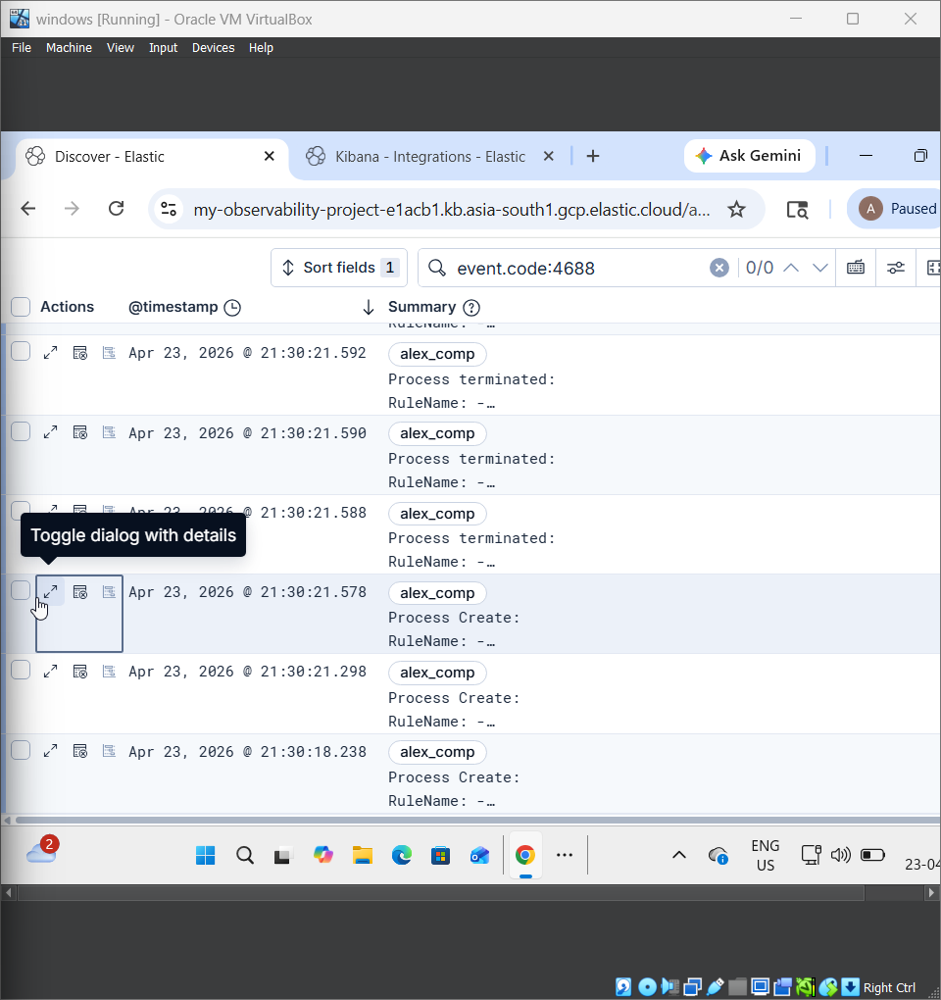 windows [Running] - Oracle VM VirtualBox
File Machine View Input Devices Help
Discover - Elastic
Kibana - Integrations - Elastic
Ask Gemini
my-observability-project-e1acb1.kb.asia-south1.gcp.elastic.cloud/a...
A Paused
Sort fields 1
event.code:4688
0/0
Actions
@timestamp
Summary
RuleName: -…
Apr 23, 2026 @ 21:30:21.592
alex_comp
Process terminated:
RuleName: -…
Apr 23, 2026 @ 21:30:21.590
alex_comp
Process terminated:
RuleName: -…
Apr 23, 2026 @ 21:30:21.588
alex_comp
Process terminated:
RuleName: -…
Toggle dialog with details
Apr 23, 2026 @ 21:30:21.578
alex_comp
Process Create:
RuleName: -…
Apr 23, 2026 @ 21:30:21.298
alex_comp
Process Create:
RuleName: -…
Apr 23, 2026 @ 21:30:18.238
alex_comp
Process Create:
RuleName: -…
2
ENG
US
23-04
Right Ctrl